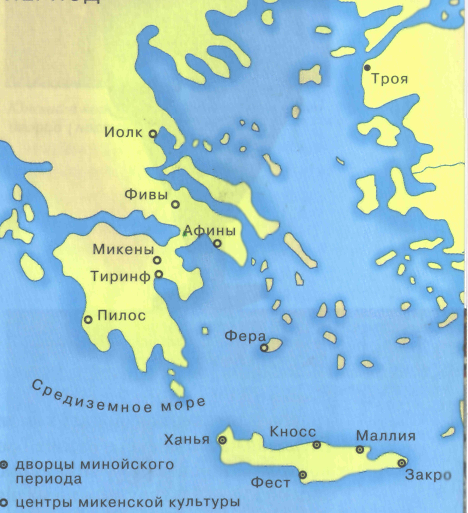 Троя
Иолк
Фивы
Афины
Микены
Тиринф
Пилос
Фера
Средиземное море
Ханья
Кносс
Маллия
Фест
Закро
дворцы минойского
периода
центры микенской культуры